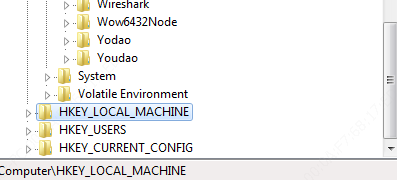 Wireshark
Wow6432Node
Yodao
Youdao
System
Volatile Environment
HKEY_LOCAL_MACHINE
HKEY_USERS
HKEY_CURRENT_CONFIG
Computer\HKEY_LOCAL_MACHINE